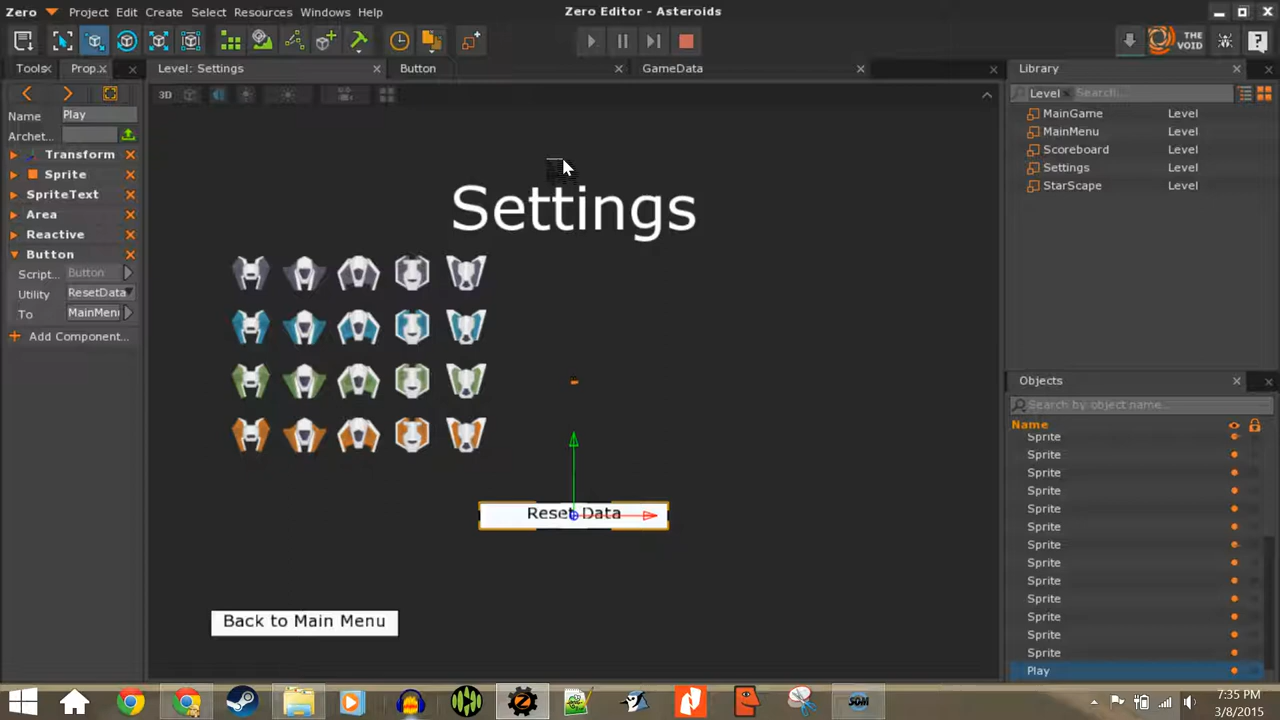 Zero Project Edit Create Select Resources Windows Help Zero Editor - Asteroids
THE VOID
Tools Prop. Level: Settings Button GameData Library
3D Level Search...
Name Play
Archet...
MainGame Level
MainMenu Level
Scoreboard Level
Settings Level
StarScape Level
Transform
Sprite
SpriteText
Area
Reactive
Button
Script... Button
Utility ResetData
To MainMen
Add Component...
Settings
Reset Data
Back to Main Menu
Objects
Search by object name...
Name
Sprite
Sprite
Sprite
Sprite
Sprite
Sprite
Sprite
Sprite
Sprite
Sprite
Sprite
Sprite
Sprite
Play
7:35 PM
3/8/2015